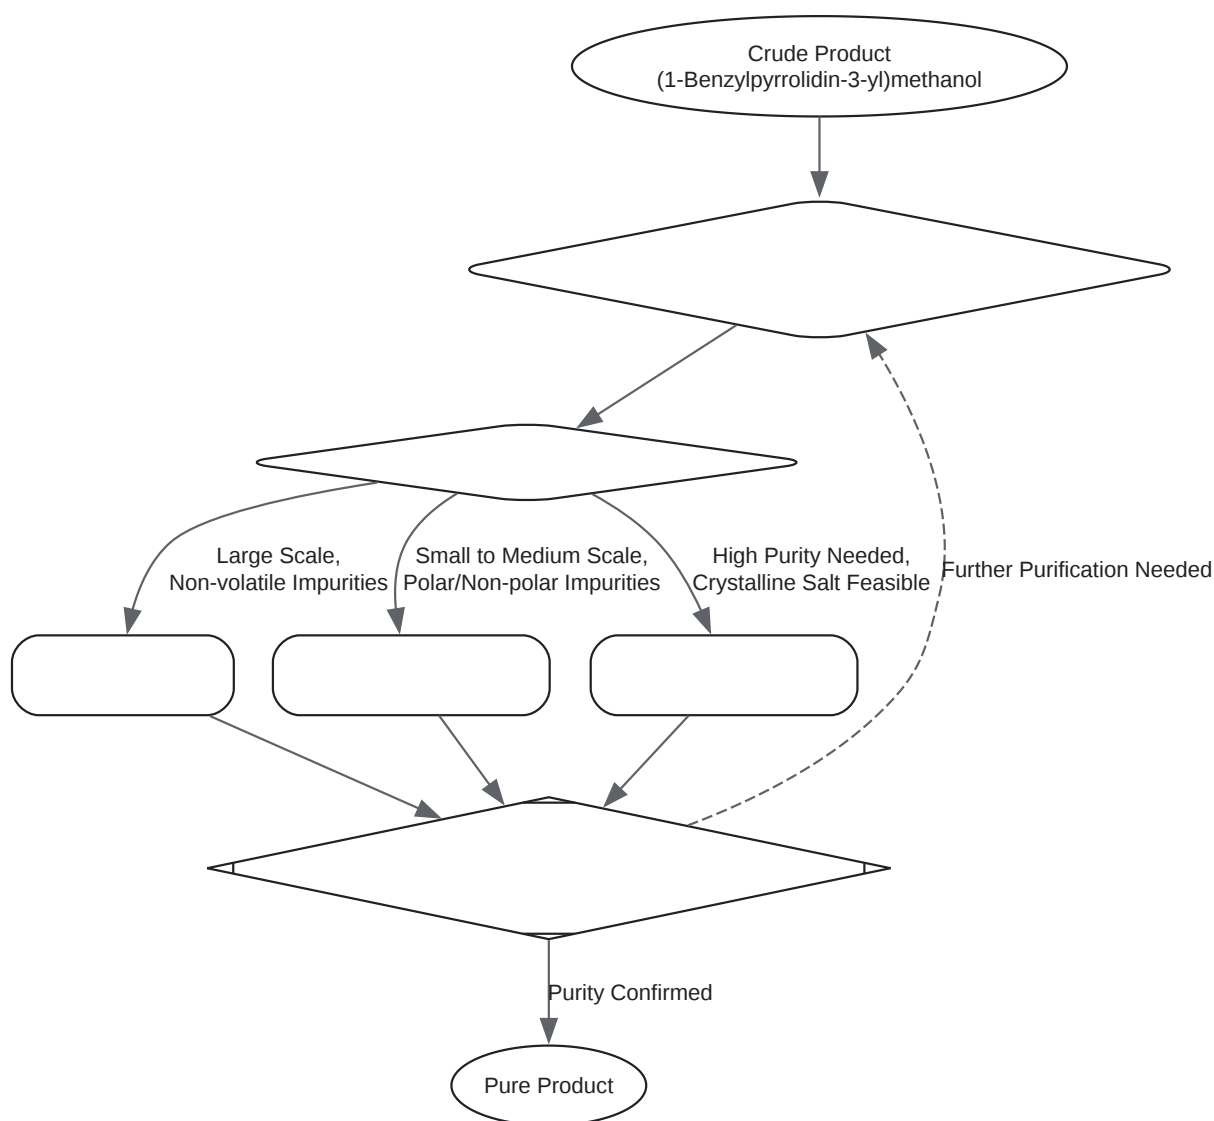 Crude Product
(1-Benzylpyrrolidin-3-yl)methanol
Large Scale,
Non-volatile Impurities
Small to Medium Scale,
Polar/Non-polar Impurities
High Purity Needed,
Crystalline Salt Feasible
Further Purification Needed
Purity Confirmed
Pure Product